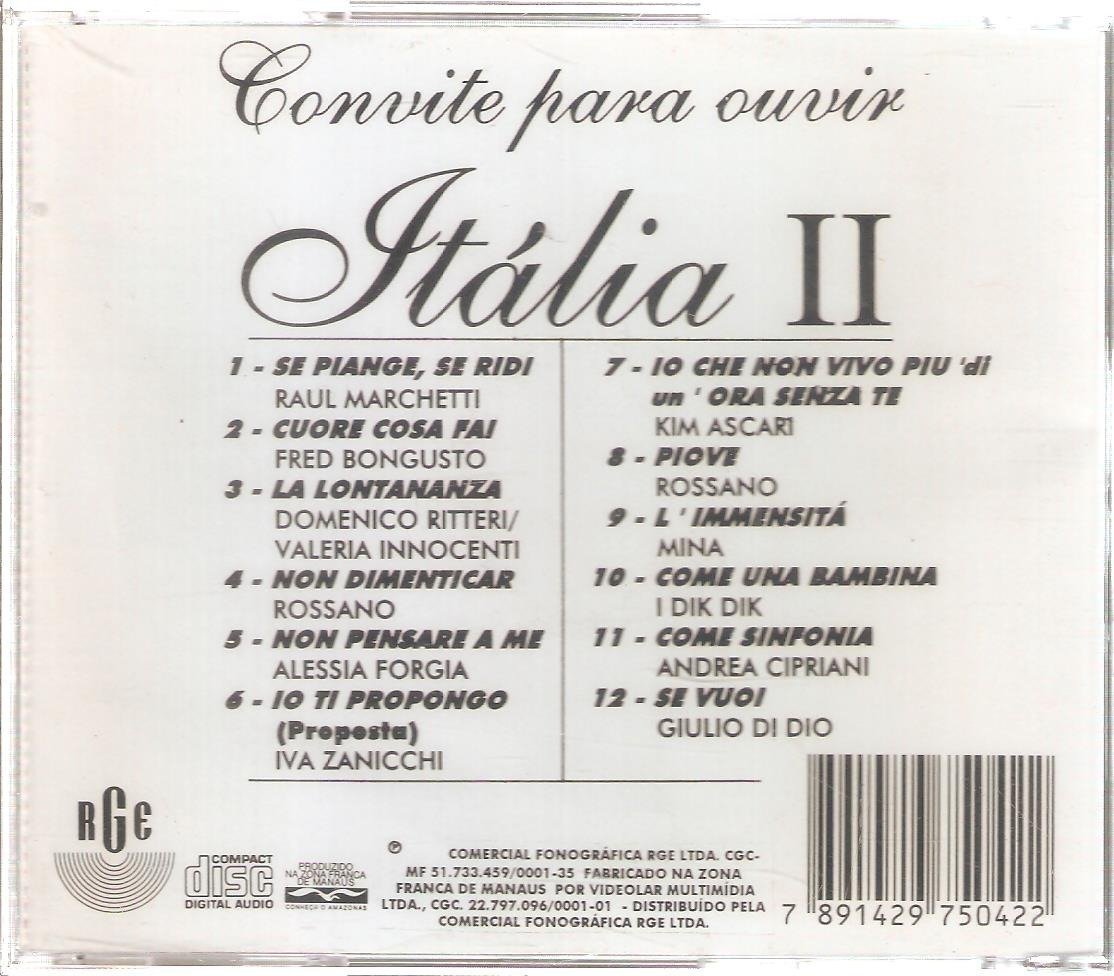 Convite para ouvir
Itália II
1 - SE PIANGE, SE RIDI
RAUL MARCHETTI
2 - CUORE COSA FAI
FRED BONGUSTO
3 - LA LONTANANZA
DOMENICO RITTERI/
VALERIA INNOCENTI
4 - NON DIMENTICAR
ROSSANO
5 - NON PENSARE A ME
ALESSIA FORGIA
6 - IO TI PROPONGO
(Proposta)
IVA ZANICCHI
7 - IO CHE NON VIVO PIU 'di
un ' ORA SENZA TE
KIM ASCARI
8 - PIOVE
ROSSANO
9 - L ' IMMENSITÁ
MINA
10 - COME UNA BAMBINA
I DIK DIK
11 - COME SINFONIA
ANDREA CIPRIANI
12 - SE VUOI
GIULIO DI DIO
RGE
COMPACT
disc
DIGITAL AUDIO
PRODUZIDO
NA ZONA FRANCA
DE MANAUS
CONHEÇA O AMAZONAS
℗ COMERCIAL FONOGRÁFICA RGE LTDA. CGC-
MF 51.733.459/0001-35 FABRICADO NA ZONA
FRANCA DE MANAUS POR VIDEOLAR MULTIMÍDIA
LTDA., CGC. 22.797.096/0001-01 - DISTRIBUÍDO PELA
COMERCIAL FONOGRÁFICA RGE LTDA.
7 891429 750422